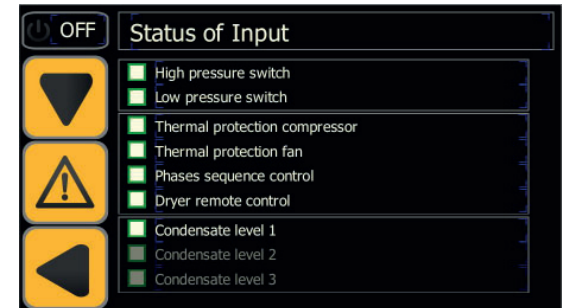 OFF
Status of Input
High pressure switch
Low pressure switch
Thermal protection compressor
Thermal protection fan
Phases sequence control
Dryer remote control
Condensate level 1
Condensate level 2
Condensate level 3